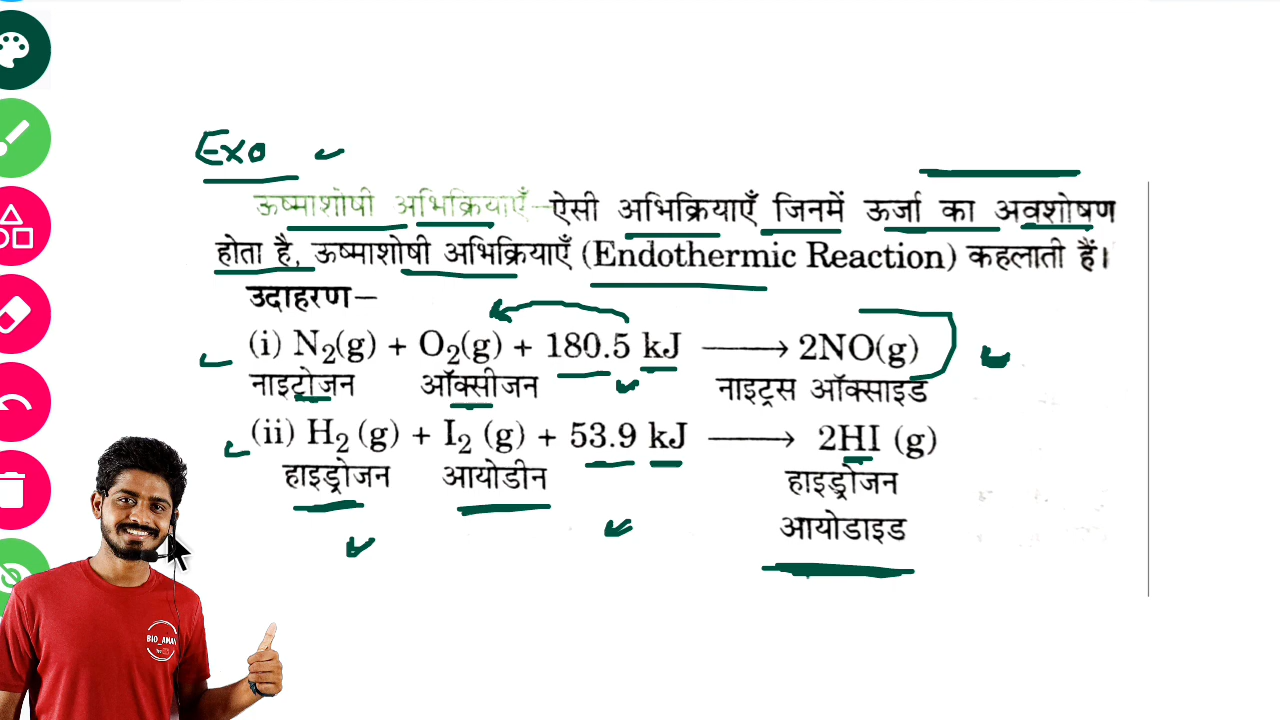 Exo
ऊष्माशोषी अभिक्रियाएँ–ऐसी अभिक्रियाएँ जिनमें ऊर्जा का अवशोषण
होता है, ऊष्माशोषी अभिक्रियाएँ (Endothermic Reaction) कहलाती हैं।
उदाहरण–
(i) N₂(g) + O₂(g) + 180.5 kJ ⟶ 2NO(g)
नाइट्रोजन ऑक्सीजन नाइट्रस ऑक्साइड
(ii) H₂ (g) + I₂ (g) + 53.9 kJ ⟶ 2HI (g)
हाइड्रोजन आयोडीन हाइड्रोजन
आयोडाइड
BIO_AMAN